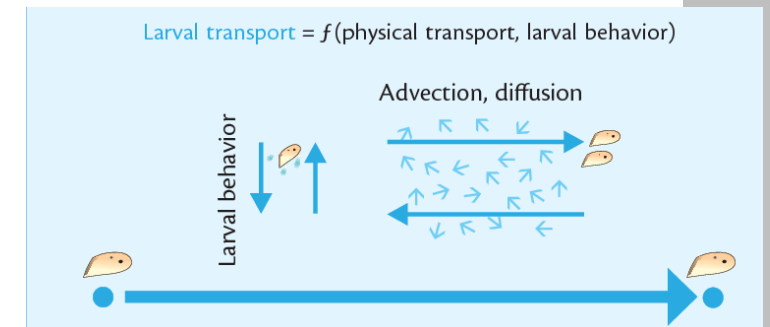 Larval transport = f(physical transport, larval behavior)
Advection, diffusion
Larval behavior